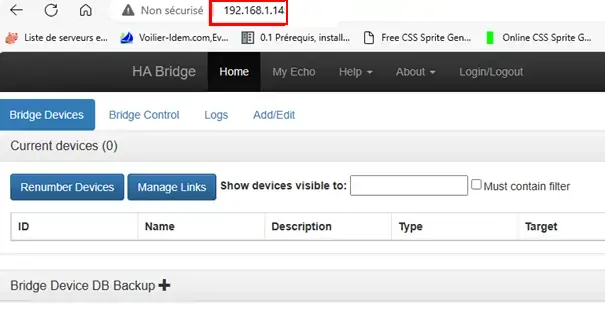 Non sécurisé 192.168.1.14
Liste de serveurs e... Voilier-Idem.com,Ev... 0.1 Prérequis, install... Free CSS Sprite Gen... Online CSS Sprite G...
HA Bridge Home My Echo Help About Login/Logout
Bridge Devices Bridge Control Logs Add/Edit
Current devices (0)
Renumber Devices Manage Links Show devices visible to: Must contain filter
ID Name Description Type Target
Bridge Device DB Backup